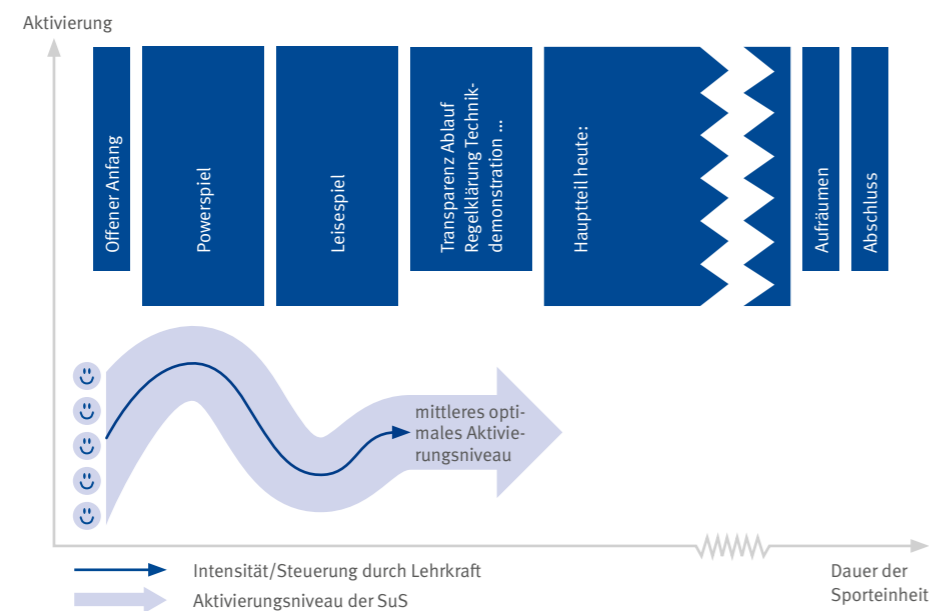 Aktivierung
Offener Anfang
Powerspiel
Leisespiel
Transparenz Ablauf
Regelklärung Technik-
demonstration ...
Hauptteil heute:
Aufräumen
Abschluss
mittleres opti-
males Aktivie-
rungsniveau
Intensität/Steuerung durch Lehrkraft
Aktivierungsniveau der SuS
Dauer der
Sporteinheit